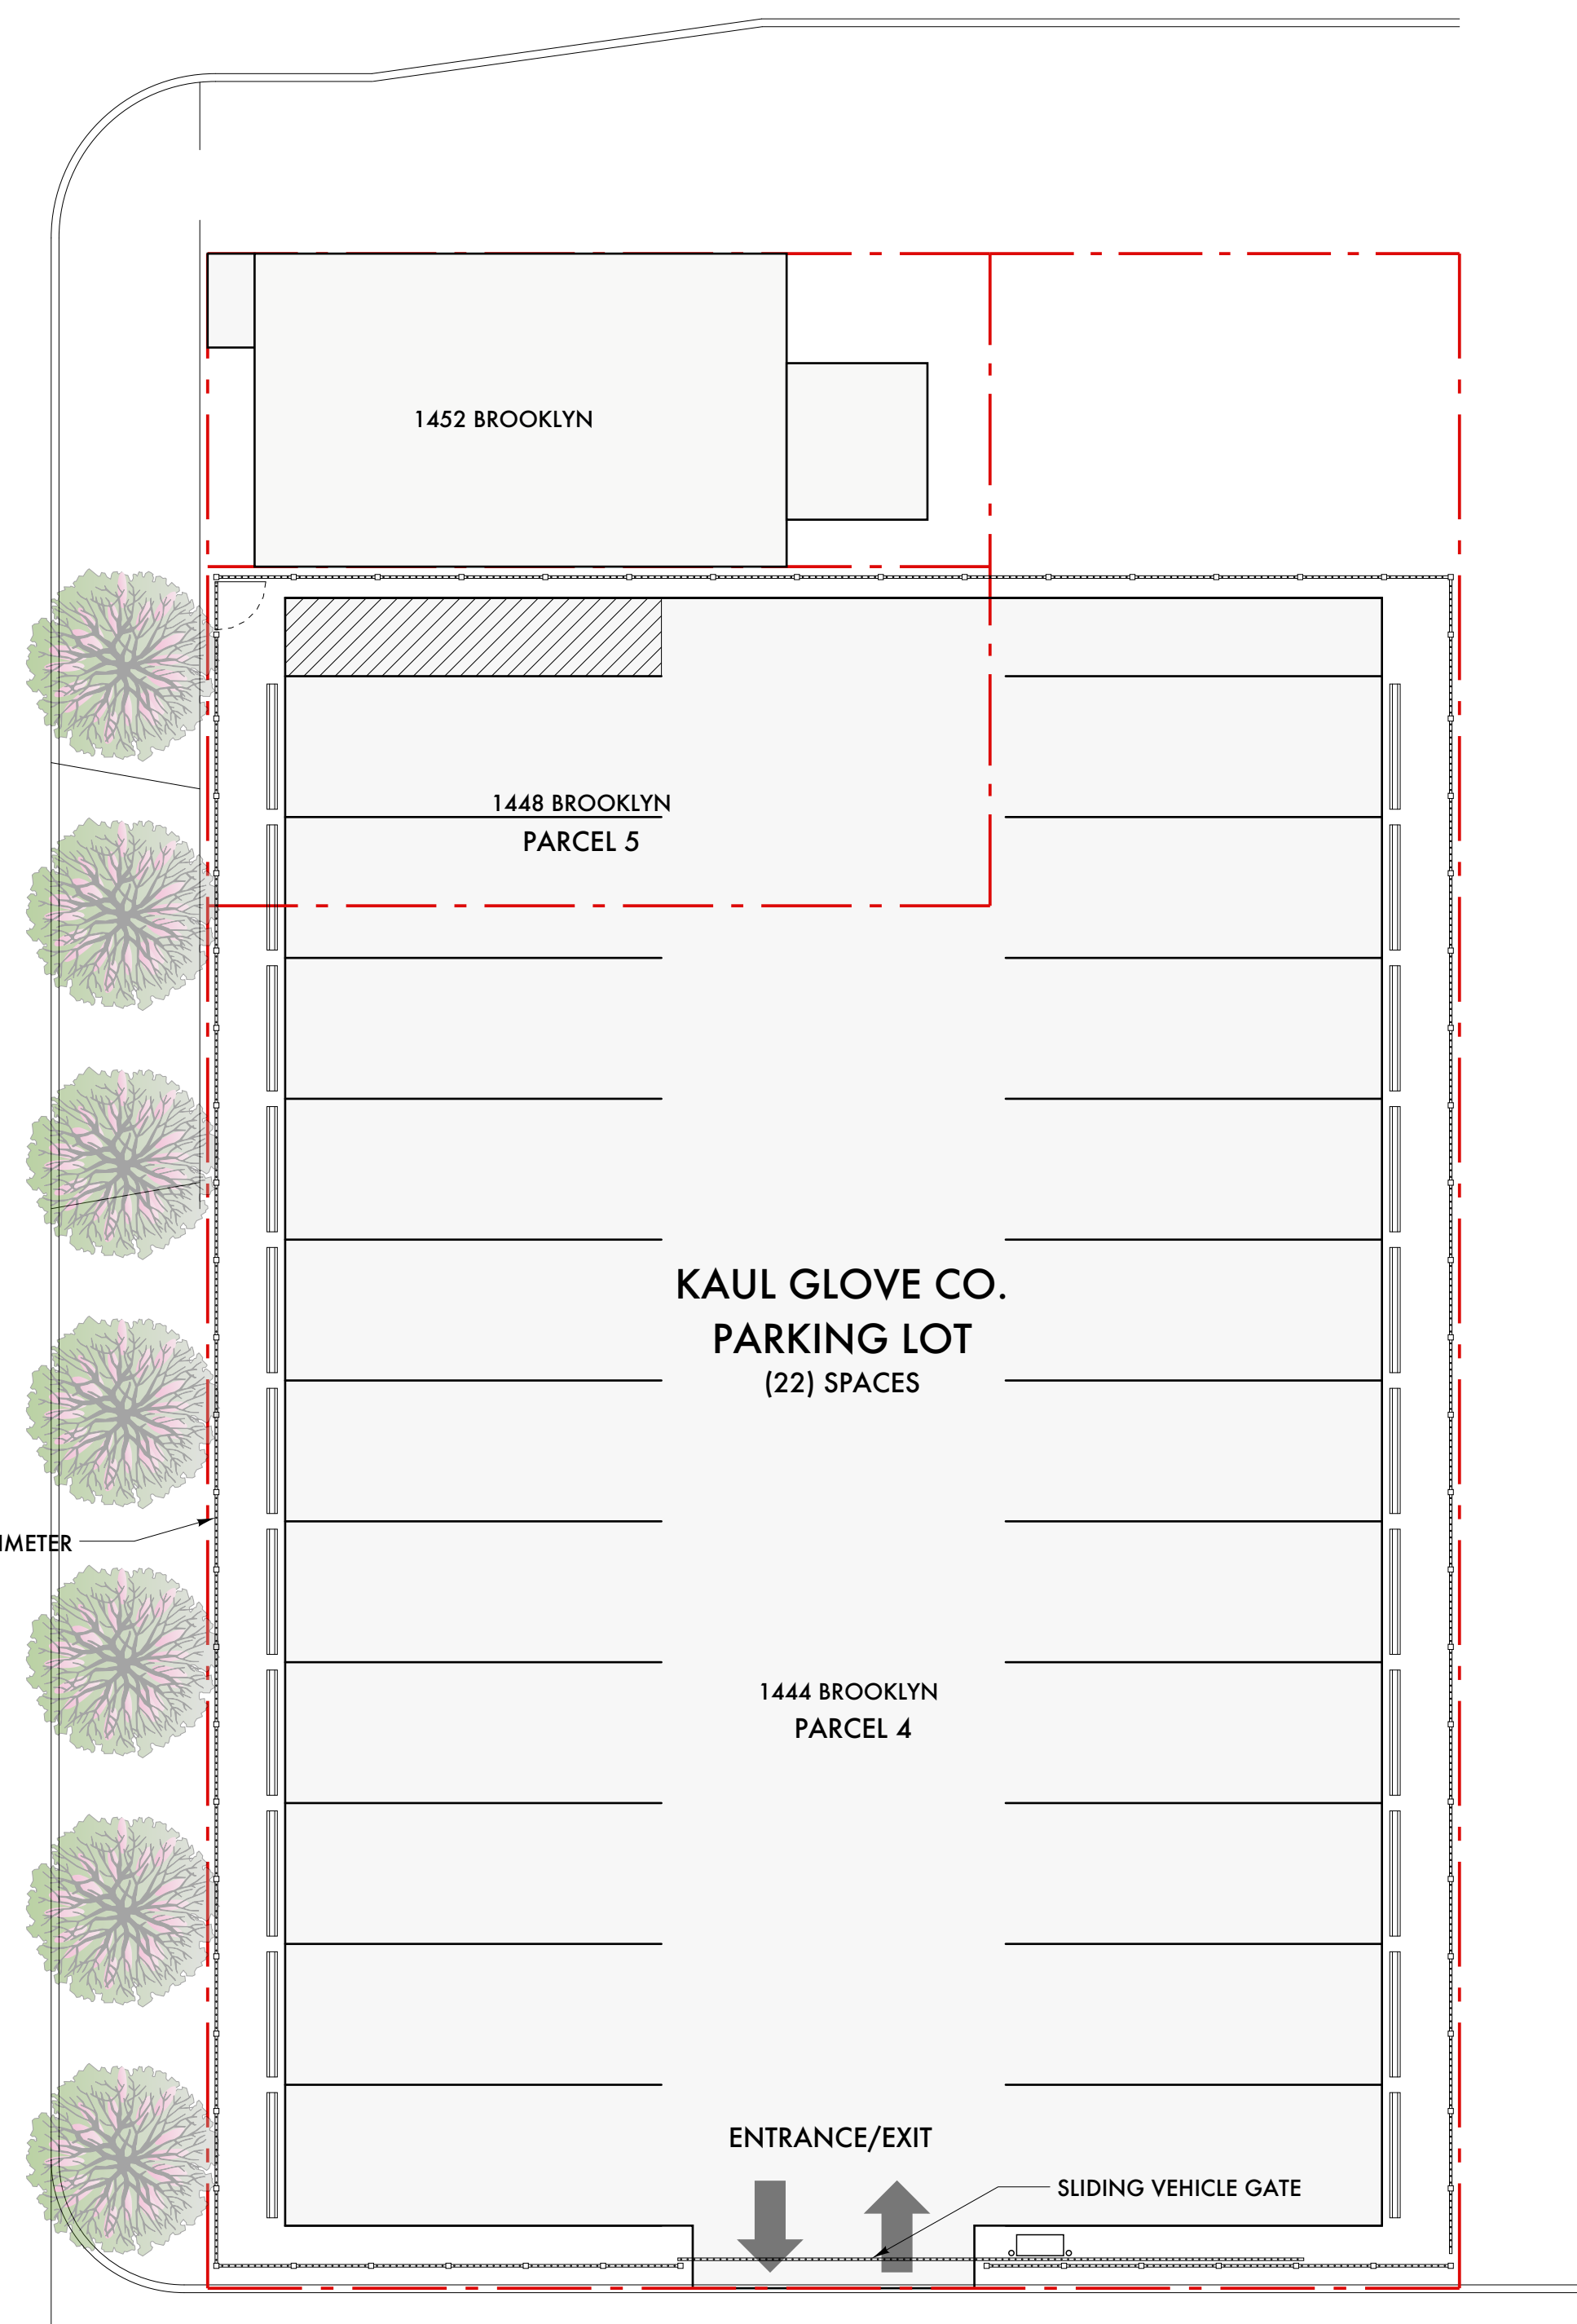 1452 BROOKLYN
1448 BROOKLYN
PARCEL 5
KAUL GLOVE CO.
PARKING LOT
(22) SPACES
1444 BROOKLYN
PARCEL 4
ENTRANCE/EXIT
SLIDING VEHICLE GATE